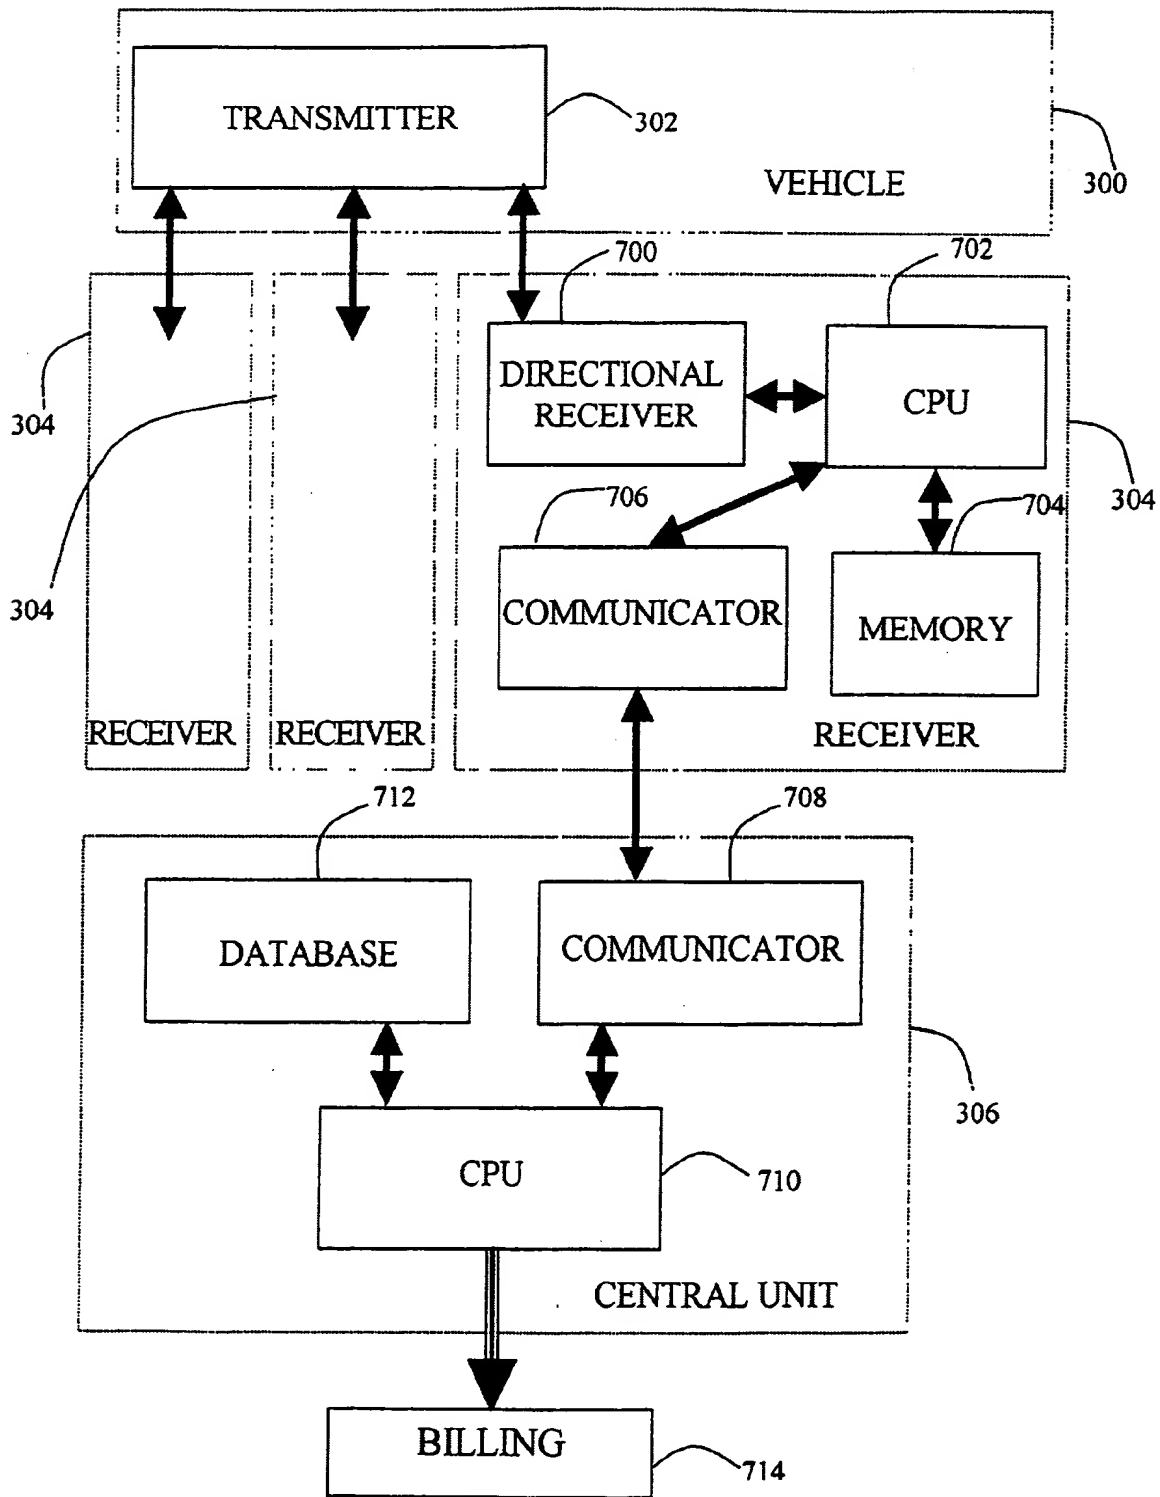 TRANSMITTER
302
VEHICLE
300
700
702
304
DIRECTIONAL
RECEIVER
CPU
304
706
704
304
COMMUNICATOR
MEMORY
RECEIVER
RECEIVER
RECEIVER
712
708
DATABASE
COMMUNICATOR
306
CPU
710
CENTRAL UNIT
BILLING
714